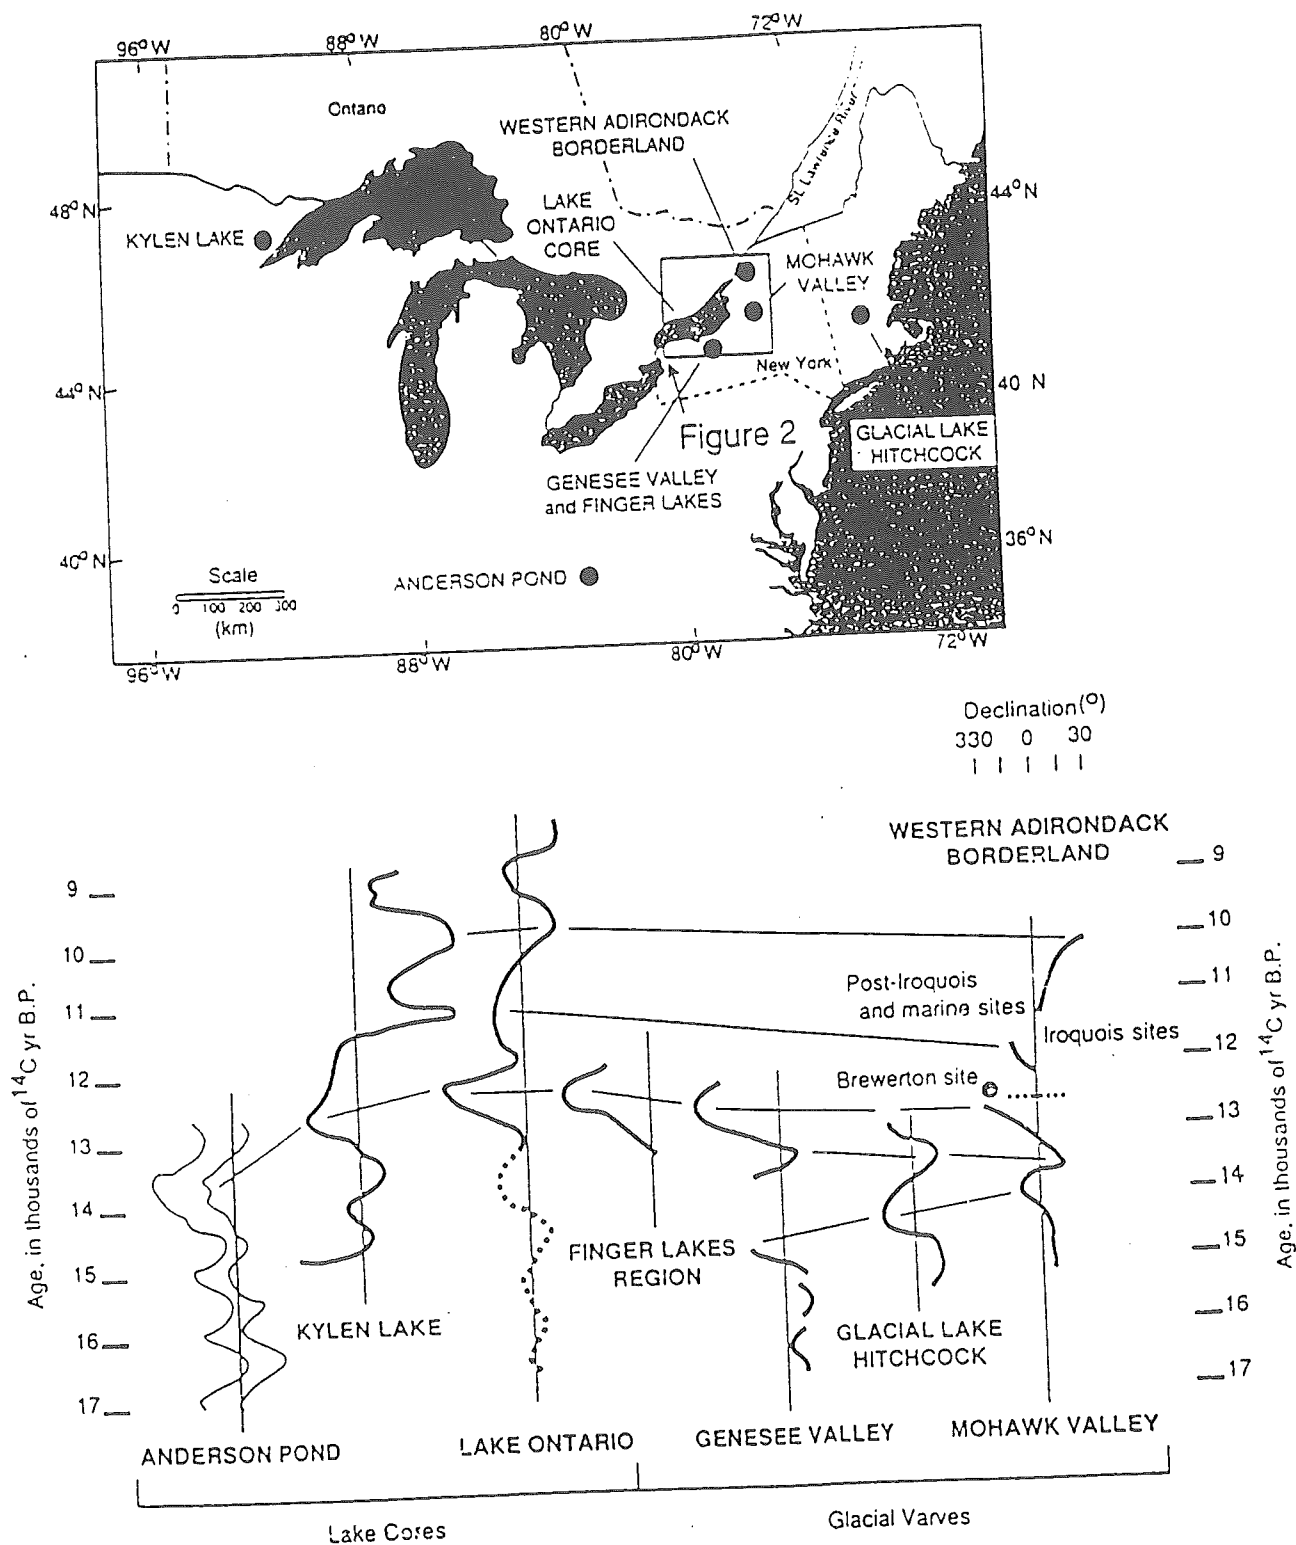 96° W
88° W
80° W
72° W
Ontario
WESTERN ADIRONDACK
BORDERLAND
St. Lawrence River
48° N
44° N
KYLEN LAKE
LAKE
ONTARIO
CORE
MOHAWK
VALLEY
New York
44° N
40 N
Figure 2
GLACIAL LAKE
HITCHCOCK
GENESEE VALLEY
and FINGER LAKES
36° N
40° N
ANDERSON POND
Scale
0 100 200 300
(km)
96° W
88° W
80° W
72° W
Declination(°)
330 0 30
WESTERN ADIRONDACK
BORDERLAND
9
10
11
12
13
14
15
16
17
Age, in thousands of 14C yr B.P.
9
10
11
12
13
14
15
16
17
Age, in thousands of 14C yr B.P.
Post-Iroquois
and marine sites
Iroquois sites
Brewerton site
FINGER LAKES
REGION
KYLEN LAKE
GLACIAL LAKE
HITCHCOCK
ANDERSON POND
LAKE ONTARIO
GENESEE VALLEY
MOHAWK VALLEY
Lake Cores
Glacial Varves